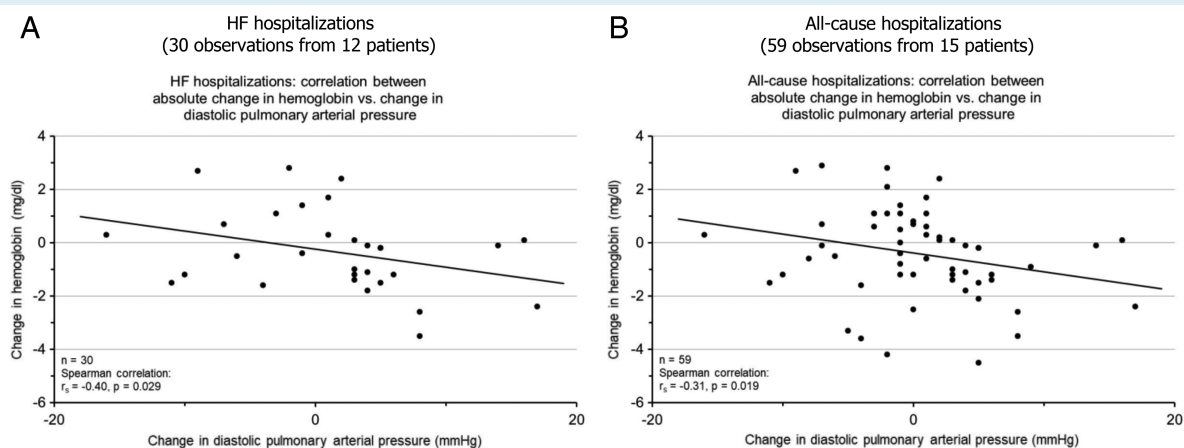 A
HF hospitalizations
(30 observations from 12 patients)
HF hospitalizations: correlation between
absolute change in hemoglobin vs. change in
diastolic pulmonary arterial pressure
Change in hemoglobin (mg/dl)
4
2
0
-2
-4
-6
n = 30
Spearman correlation:
rs = -0.40, p = 0.029
-20
0
20
Change in diastolic pulmonary arterial pressure (mmHg)
B
All-cause hospitalizations
(59 observations from 15 patients)
All-cause hospitalizations: correlation between
absolute change in hemoglobin vs. change in
diastolic pulmonary arterial pressure
Change in hemoglobin (mg/dl)
4
2
0
-2
-4
-6
n = 59
Spearman correlation:
rs = -0.31, p = 0.019
-20
0
20
Change in diastolic pulmonary arterial pressure (mmHg)